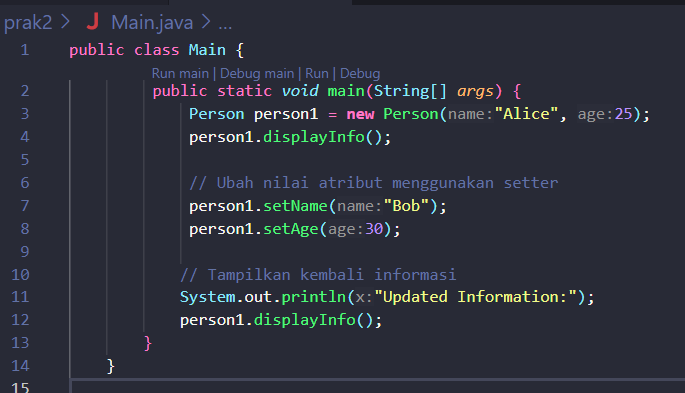 prak2 > J Main.java > ...
1 public class Main {
Run main | Debug main | Run | Debug
2 public static void main(String[] args) {
3 Person person1 = new Person(name:"Alice", age:25);
4 person1.displayInfo();
5
6 // Ubah nilai atribut menggunakan setter
7 person1.setName(name:"Bob");
8 person1.setAge(age:30);
9
10 // Tampilkan kembali informasi
11 System.out.println(x:"Updated Information:");
12 person1.displayInfo();
13 }
14 }
15